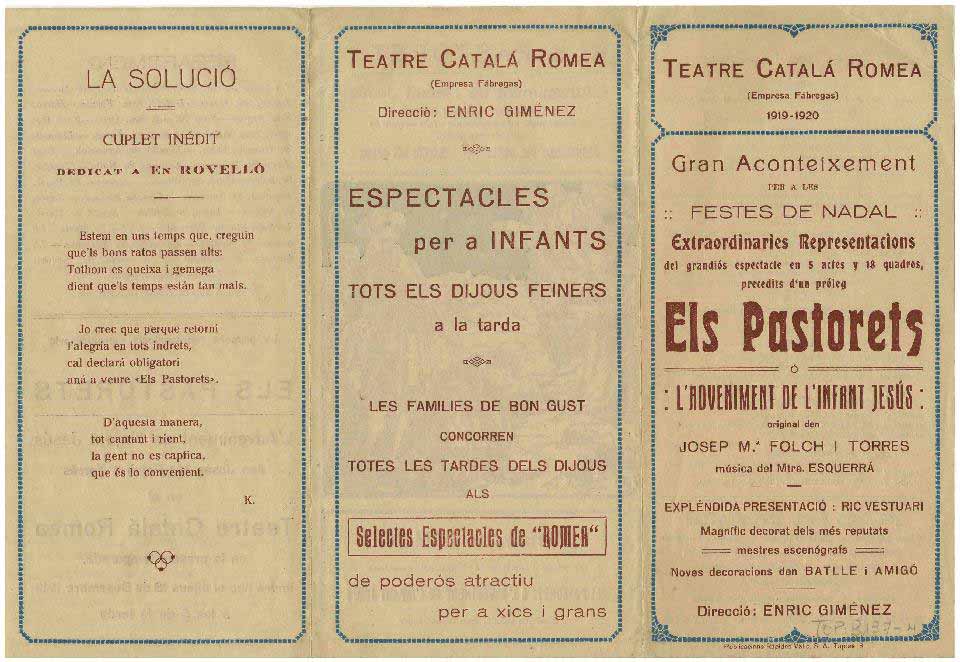 LA SOLUCIÓ
CUPLET INÈDIT
DEDICAT A EN ROVELLÓ
Estem en uns temps que, creguin
que'ls bons ratos passen alts:
Tothom es queixa i gemega
dient que'ls temps están tan mals.
Jo crec que perque retorni
l'alegria en tots indrets,
cal declará obligatori
aná a veure «Els Pastorets».
D'aquesta manera,
tot cantant i rient,
la gent no es capfica,
que és lo convenient.
K.
TEATRE CATALÁ ROMEA
(Empresa Fábregas)
Direcció: ENRIC GIMÉNEZ
ESPECTACLES
per a INFANTS
TOTS ELS DIJOUS FEINERS
a la tarda
LES FAMILIES DE BON GUST
CONCORREN
TOTES LES TARDES DELS DIJOUS
ALS
Selectes Espectacles de "ROMEA"
de poderós atractiu
per a xics i grans
TEATRE CATALÁ ROMEA
(Empresa Fábregas)
1919-1920
Gran Aconteixement
PER A LES
:: FESTES DE NADAL ::
Extraordinaries Representacions
del grandiós espectacle en 5 actes y 18 quadres,
precedits d'un próleg
Els Pastorets
O
: L'ADVENIMENT DE L'INFANT JESÚS :
original den
JOSEP M.ª FOLCH I TORRES
música del Mtre. ESQUERRÁ
EXPLÉNDIDA PRESENTACIÓ : RIC VESTUARI
Magnífic decorat dels més reputats
mestres escenógrafs
Noves decoracions den BATLLE i AMIGÓ
Direcció: ENRIC GIMÉNEZ